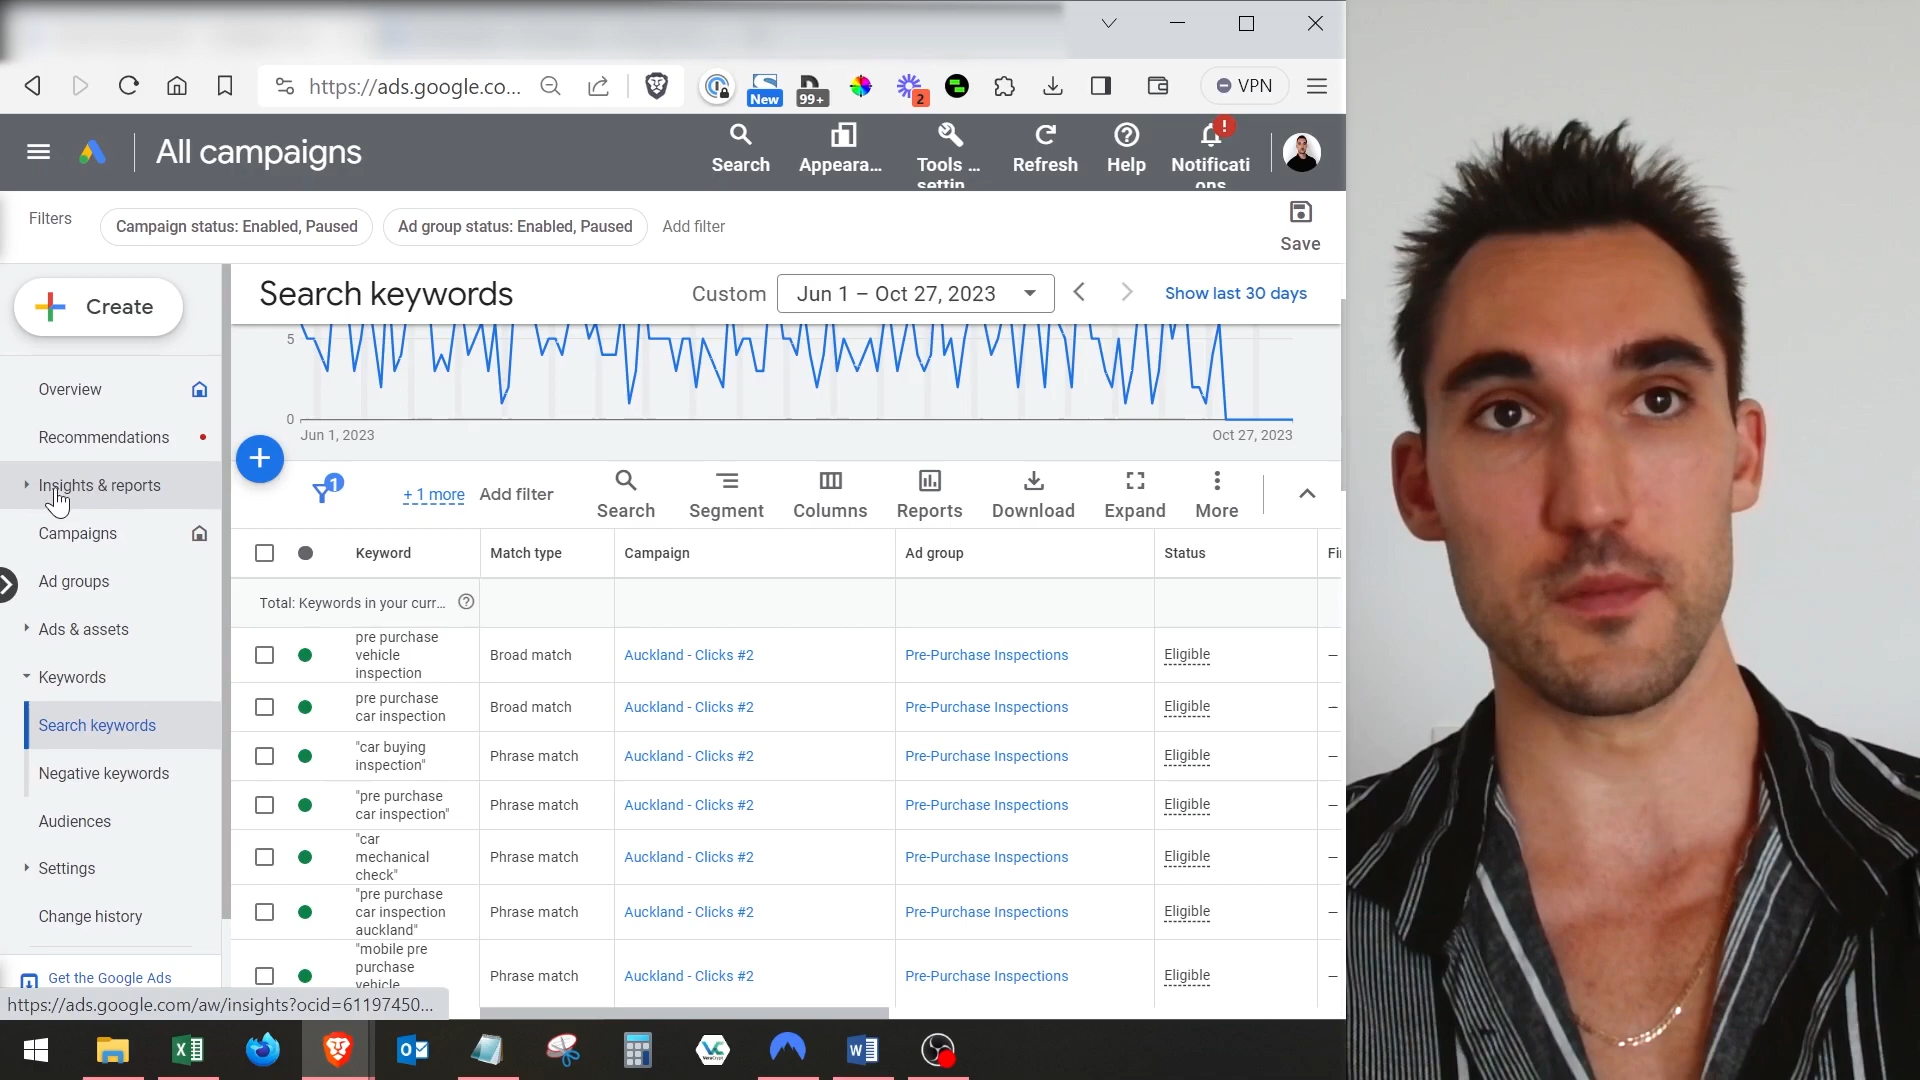 https://ads.google.co...
New
99+
2
VPN
All campaigns
Search
Appeara...
Tools ...
settin
Refresh
Help
!
Notificati
ons
Filters
Campaign status: Enabled, Paused
Ad group status: Enabled, Paused
Add filter
Save
Create
Search keywords
Custom
Jun 1 – Oct 27, 2023
Show last 30 days
Overview
Recommendations
Insights & reports
Campaigns
Ad groups
Ads & assets
Keywords
Search keywords
Negative keywords
Audiences
Settings
Change history
Get the Google Ads
https://ads.google.com/aw/insights?ocid=61197450...
5
0
Jun 1, 2023
Oct 27, 2023
1
+ 1 more
Add filter
Search
Segment
Columns
Reports
Download
Expand
More
Keyword
Match type
Campaign
Ad group
Status
Fi
Total: Keywords in your curr...
pre purchase
vehicle
inspection
Broad match
Auckland - Clicks #2
Pre-Purchase Inspections
Eligible
–
pre purchase
car inspection
Broad match
Auckland - Clicks #2
Pre-Purchase Inspections
Eligible
–
"car buying
inspection"
Phrase match
Auckland - Clicks #2
Pre-Purchase Inspections
Eligible
–
"pre purchase
car inspection"
Phrase match
Auckland - Clicks #2
Pre-Purchase Inspections
Eligible
–
"car
mechanical
check"
Phrase match
Auckland - Clicks #2
Pre-Purchase Inspections
Eligible
–
"pre purchase
car inspection
auckland"
Phrase match
Auckland - Clicks #2
Pre-Purchase Inspections
Eligible
–
"mobile pre
purchase
vehicle
Phrase match
Auckland - Clicks #2
Pre-Purchase Inspections
Eligible
–